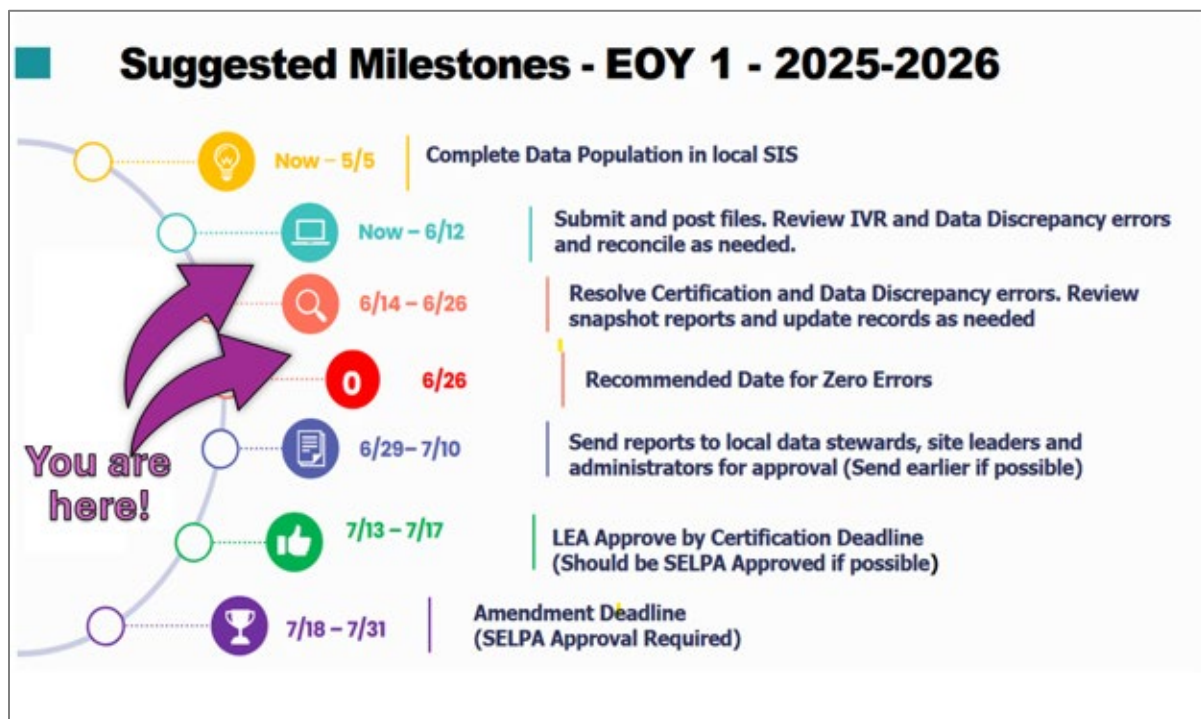 Suggested Milestones - EOY 1 - 2025-2026
Now – 5/5
Complete Data Population in local SIS
Now – 6/12
Submit and post files. Review IVR and Data Discrepancy errors
and reconcile as needed.
6/14 – 6/26
Resolve Certification and Data Discrepancy errors. Review
snapshot reports and update records as needed
0
6/26
Recommended Date for Zero Errors
6/29– 7/10
Send reports to local data stewards, site leaders and
administrators for approval (Send earlier if possible)
You are
here!
7/13 – 7/17
LEA Approve by Certification Deadline
(Should be SELPA Approved if possible)
7/18 – 7/31
Amendment Deadline
(SELPA Approval Required)